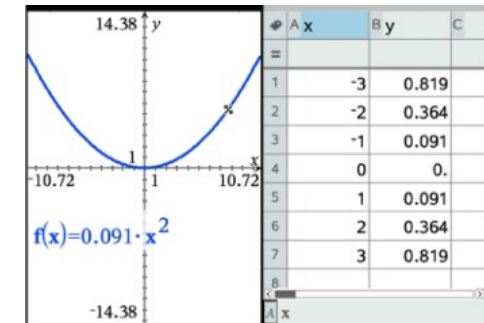 14.38 y
1 x
-10.72 1 10.72
f(x)=0.091·x²
-14.38
A x B y C
=
1 -3 0.819
2 -2 0.364
3 -1 0.091
4 0 0.
5 1 0.091
6 2 0.364
7 3 0.819
8
A x